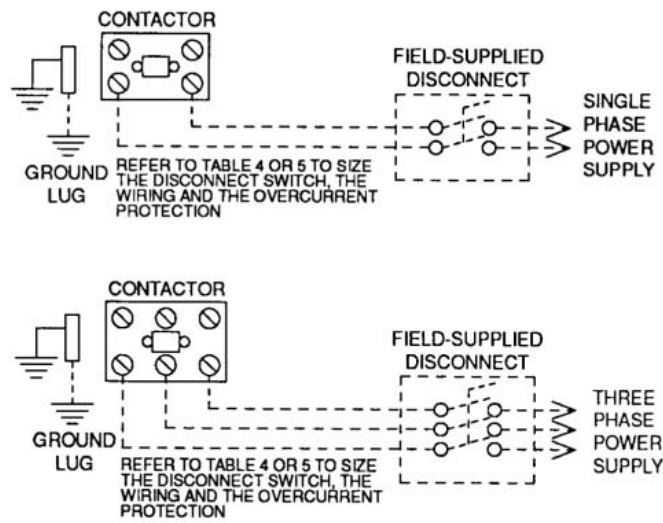 CONTACTOR
FIELD-SUPPLIED
DISCONNECT
SINGLE
PHASE
POWER
SUPPLY
GROUND
LUG
REFER TO TABLE 4 OR 5 TO SIZE
THE DISCONNECT SWITCH, THE
WIRING AND THE OVERCURRENT
PROTECTION
CONTACTOR
FIELD-SUPPLIED
DISCONNECT
THREE
PHASE
POWER
SUPPLY
GROUND
LUG
REFER TO TABLE 4 OR 5 TO SIZE
THE DISCONNECT SWITCH, THE
WIRING AND THE OVERCURRENT
PROTECTION